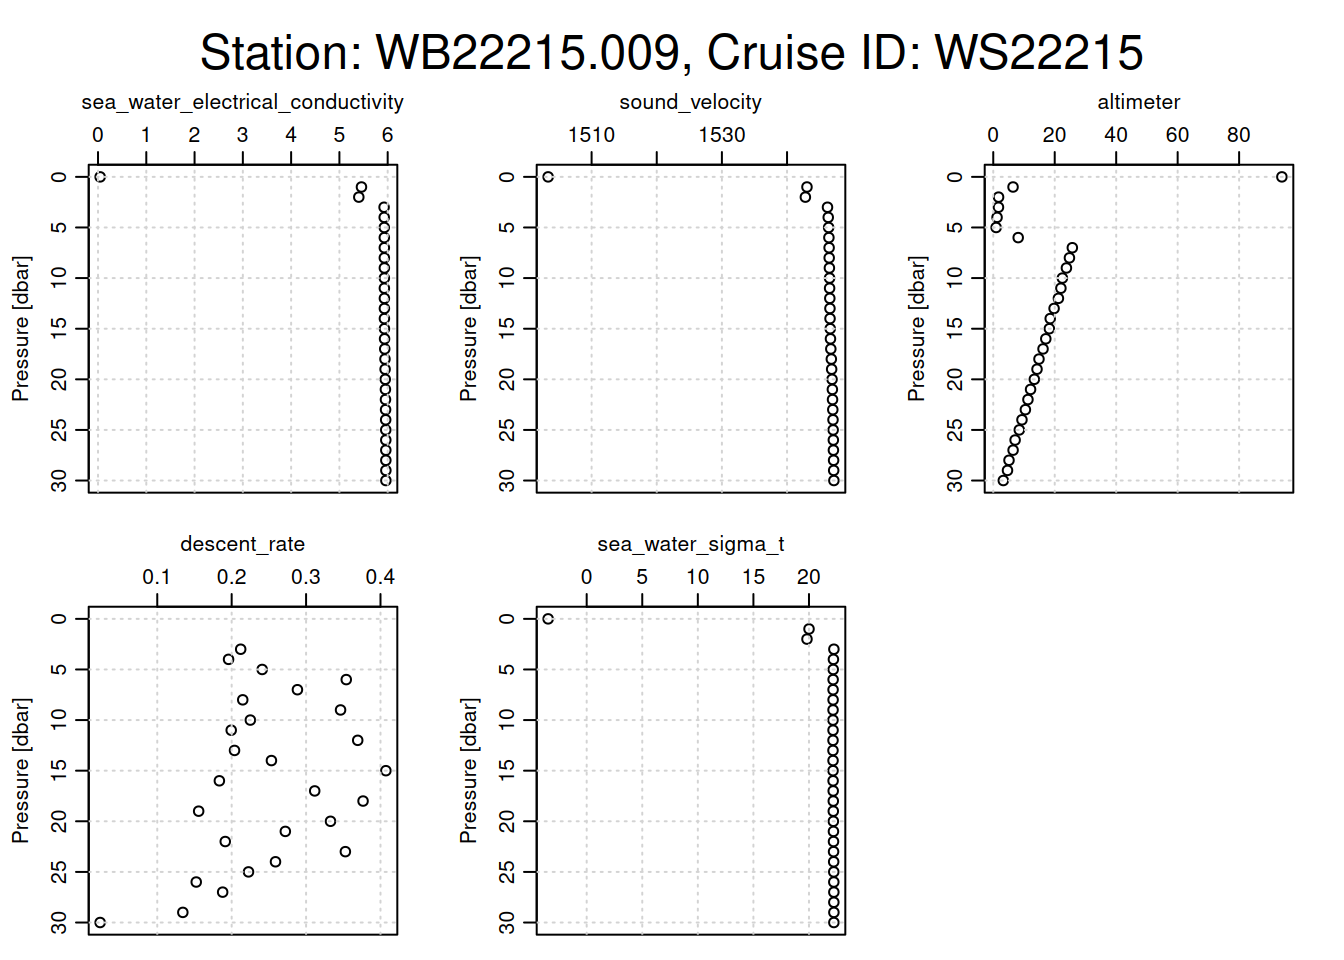 Station: WB22215.009, Cruise ID: WS22215
sea_water_electrical_conductivity
0 1 2 3 4 5 6
Pressure [dbar]
0 5 10 15 20 25 30
sound_velocity
1510 1530
Pressure [dbar]
0 5 10 15 20 25 30
altimeter
0 20 40 60 80
Pressure [dbar]
0 5 10 15 20 25 30
descent_rate
0.1 0.2 0.3 0.4
Pressure [dbar]
0 5 10 15 20 25 30
sea_water_sigma_t
0 5 10 15 20
Pressure [dbar]
0 5 10 15 20 25 30